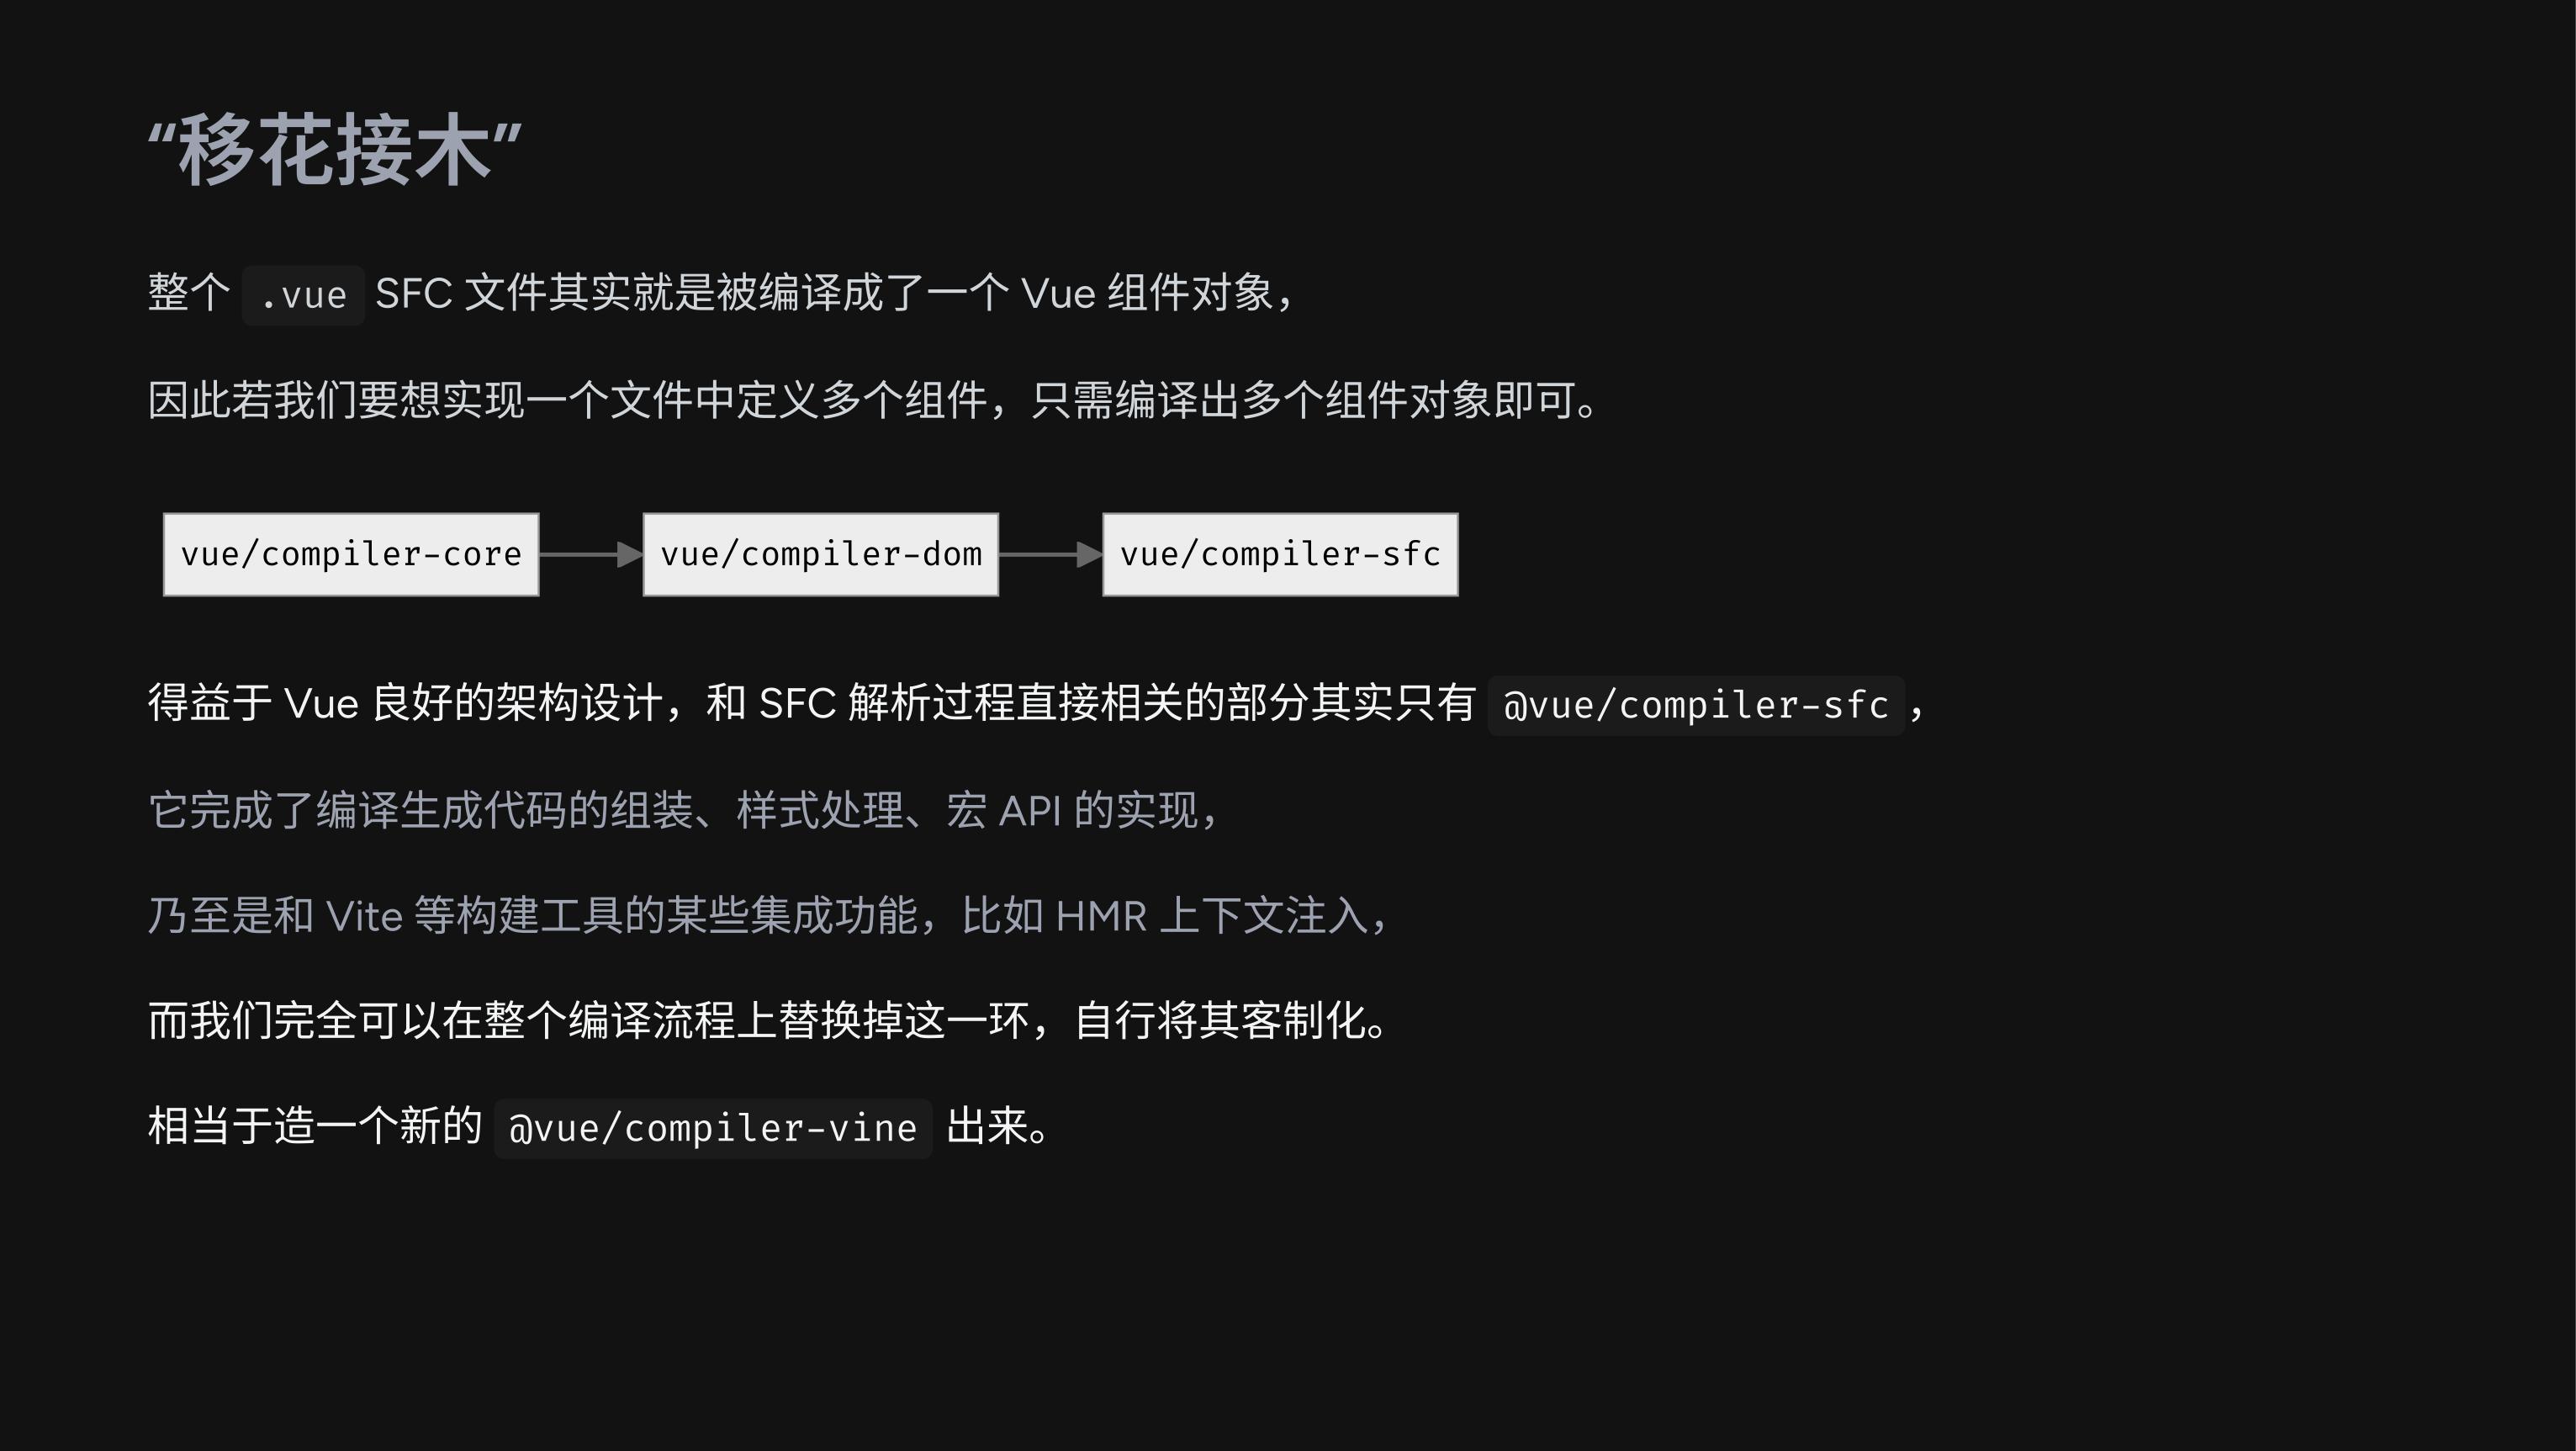 “移花接木”
整个 .vue SFC 文件其实就是被编译成了一个 Vue 组件对象，
因此若我们要想实现一个文件中定义多个组件，只需编译出多个组件对象即可。
vue/compiler-core vue/compiler-dom vue/compiler-sfc
得益于 Vue 良好的架构设计，和 SFC 解析过程直接相关的部分其实只有 @vue/compiler-sfc，
它完成了编译生成代码的组装、样式处理、宏 API 的实现，
乃至是和 Vite 等构建工具的某些集成功能，比如 HMR 上下文注入，
而我们完全可以在整个编译流程上替换掉这一环，自行将其客制化。
相当于造一个新的 @vue/compiler-vine 出来。